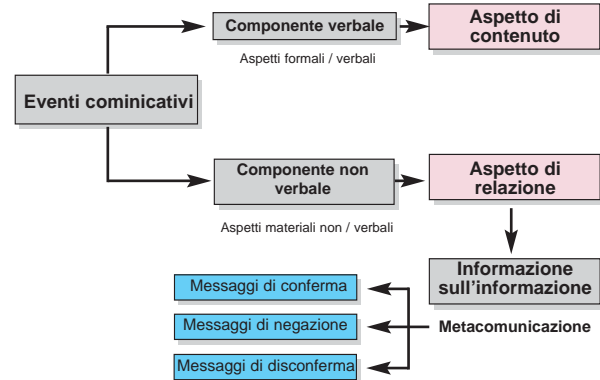 Componente verbale
Aspetto di
contenuto
Aspetti formali / verbali
Eventi cominicativi
Componente non
verbale
Aspetto di
relazione
Aspetti materiali non / verbali
Informazione
sull'informazione
Messaggi di conferma
Messaggi di negazione
Metacomunicazione
Messaggi di disconferma